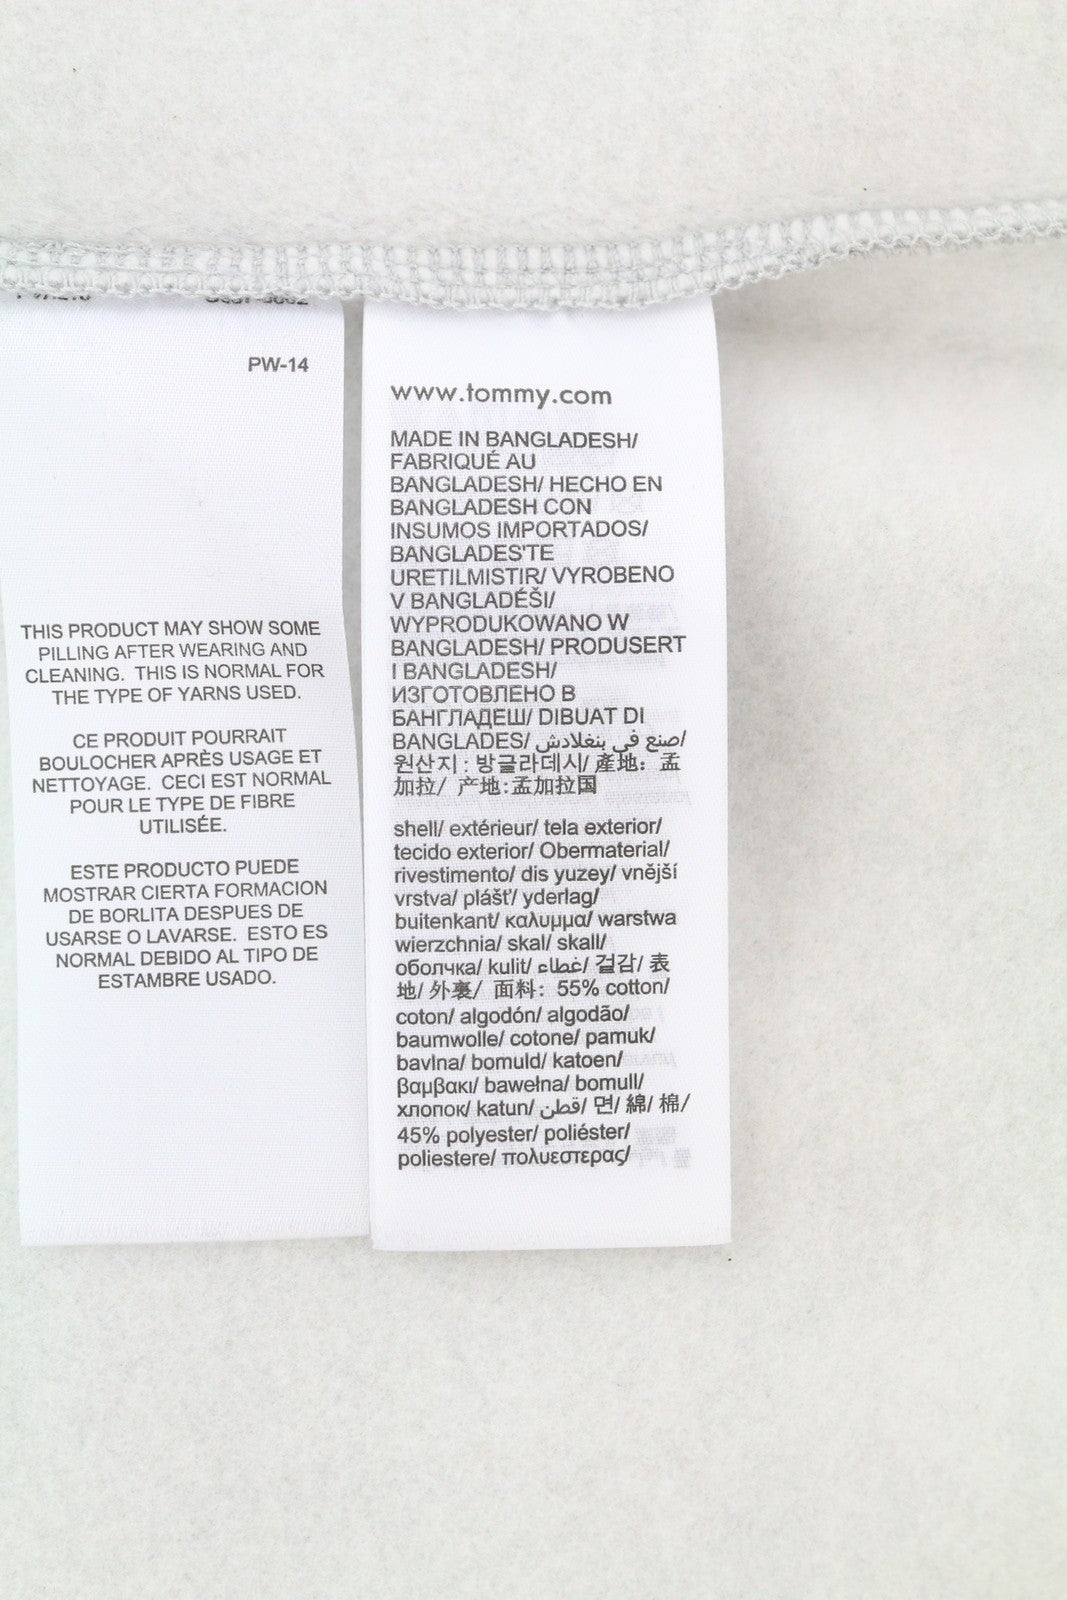 PW-14
THIS PRODUCT MAY SHOW SOME
PILLING AFTER WEARING AND
CLEANING. THIS IS NORMAL FOR
THE TYPE OF YARNS USED.
CE PRODUIT POURRAIT
BOULOCHER APRÈS USAGE ET
NETTOYAGE. CECI EST NORMAL
POUR LE TYPE DE FIBRE
UTILISÉE.
ESTE PRODUCTO PUEDE
MOSTRAR CIERTA FORMACION
DE BORLITA DESPUES DE
USARSE O LAVARSE. ESTO ES
NORMAL DEBIDO AL TIPO DE
ESTAMBRE USADO.
www.tommy.com
MADE IN BANGLADESH/
FABRIQUÉ AU
BANGLADESH/ HECHO EN
BANGLADESH CON
INSUMOS IMPORTADOS/
BANGLADES'TE
URETILMISTIR/ VYROBENO
V BANGLADÉŠI/
WYPRODUKOWANO W
BANGLADESH/ PRODUSERT
I BANGLADESH/
ИЗГОТОВЛЕНО В
БАНГЛАДЕШ/ DIBUAT DI
BANGLADES/ صنع في بنغلادش/
원산지 : 방글라데시/ 產地: 孟
加拉/ 产地:孟加拉国
shell/ extérieur/ tela exterior/
tecido exterior/ Obermaterial/
rivestimento/ dis yuzey/ vnější
vrstva/ plášť/ yderlag/
buitenkant/ καλυμμα/ warstwa
wierzchnia/ skal/ skall/
оболчка/ kulit/ غطاء/ 겉감/ 表
地/ 外裏/ 面料: 55% cotton/
coton/ algodón/ algodão/
baumwolle/ cotone/ pamuk/
bavlna/ bomuld/ katoen/
βαμβακι/ bawełna/ bomull/
хлопок/ katun/ قطن/ 면/ 綿/ 棉/
45% polyester/ poliéster/
poliestere/ πολυεστερας/